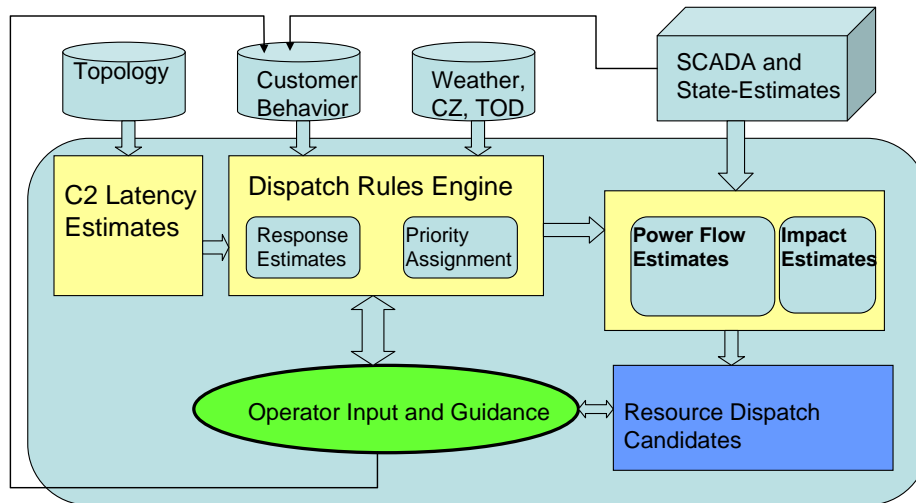 Topology
Customer
Behavior
Weather,
CZ, TOD
SCADA and
State-Estimates
C2 Latency
Estimates
Dispatch Rules Engine
Response
Estimates
Priority
Assignment
Power Flow
Estimates
Impact
Estimates
Operator Input and Guidance
Resource Dispatch
Candidates